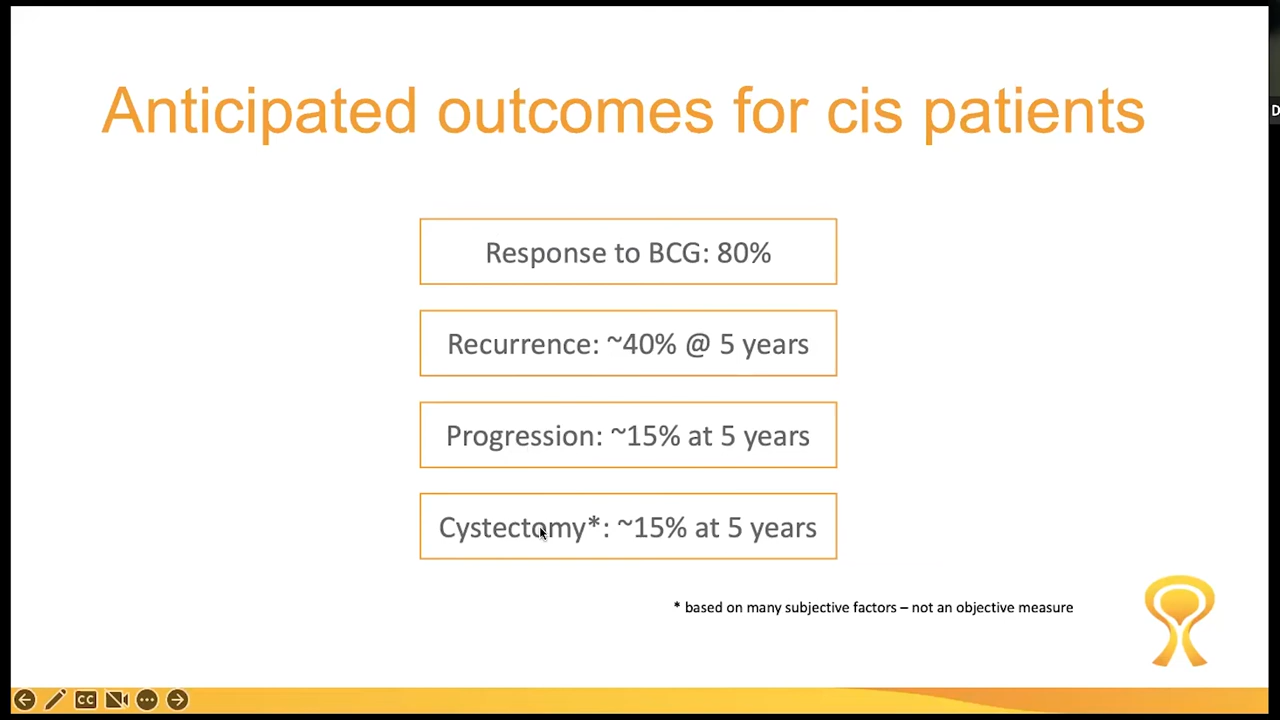 Anticipated outcomes for cis patients
D
Response to BCG: 80%
Recurrence: ~40% @ 5 years
Progression: ~15% at 5 years
Cystectomy*: ~15% at 5 years
* based on many subjective factors – not an objective measure
CC